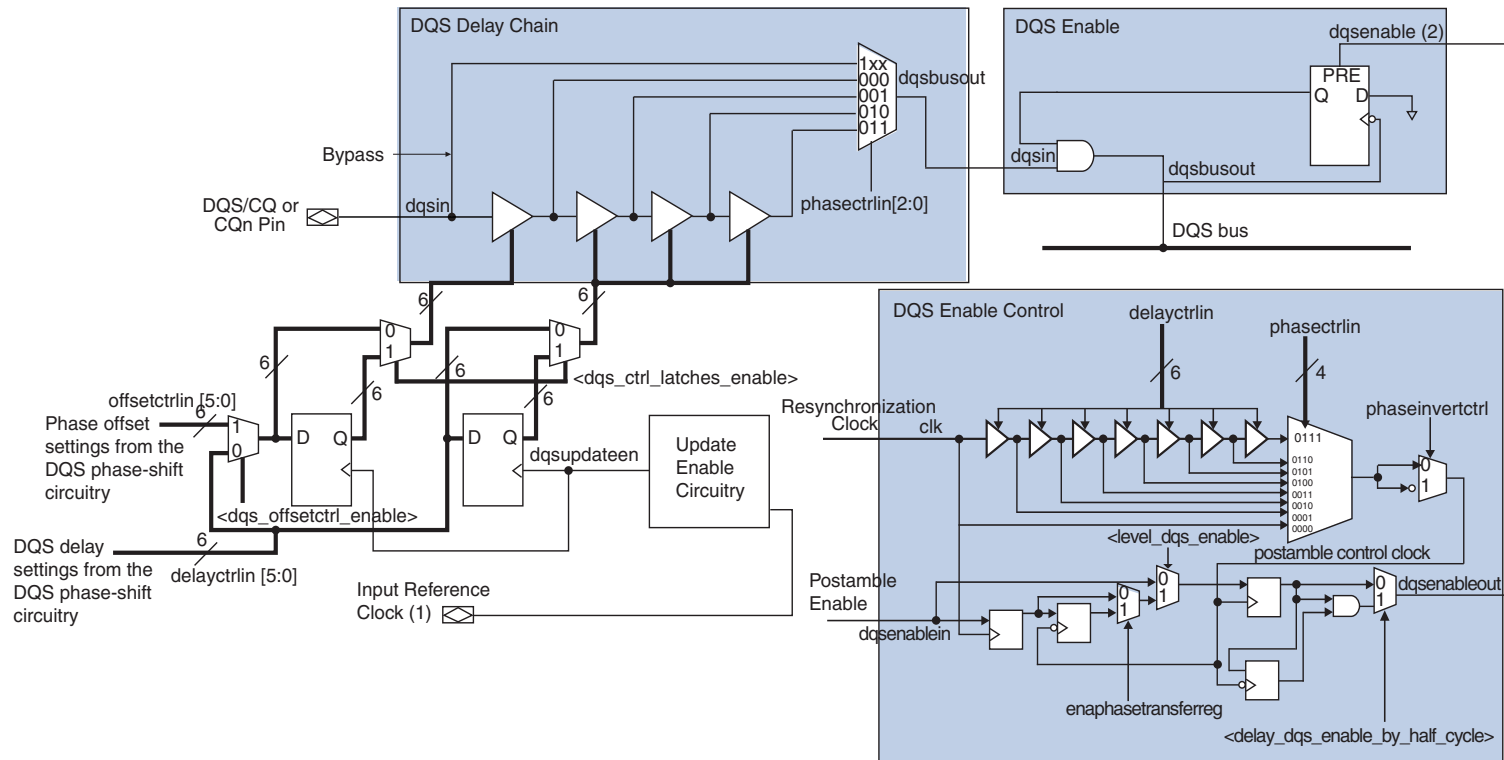 DQS Delay Chain
1xx
000
001
010
011
dqsbusout
Bypass
DQS/CQ or
CQn Pin
dqsin
phasectrlin[2:0]
DQS Enable
dqsenable (2)
PRE
Q
D
dqsin
dqsbusout
DQS bus
6
6
0
1
0
1
6
6
6
6
<dqs_ctrl_latches_enable>
offsetctrlin [5:0]
6
Phase offset
settings from the
DQS phase-shift
circuitry
1
0
D
Q
D
Q
dqsupdateen
Update
Enable
Circuitry
<dqs_offsetctrl_enable>
6
DQS delay
settings from the
DQS phase-shift
circuitry
delayctrlin [5:0]
Input Reference
Clock (1)
DQS Enable Control
delayctrlin
phasectrlin
6
4
Resynchronization
Clock
clk
phaseinvertctrl
0111
0110
0101
0100
0011
0010
0001
0000
0
1
<level_dqs_enable>
postamble control clock
Postamble
Enable
dqsenablein
0
1
0
1
0
1
dqsenableout
enaphasetransferreg
<delay_dqs_enable_by_half_cycle>